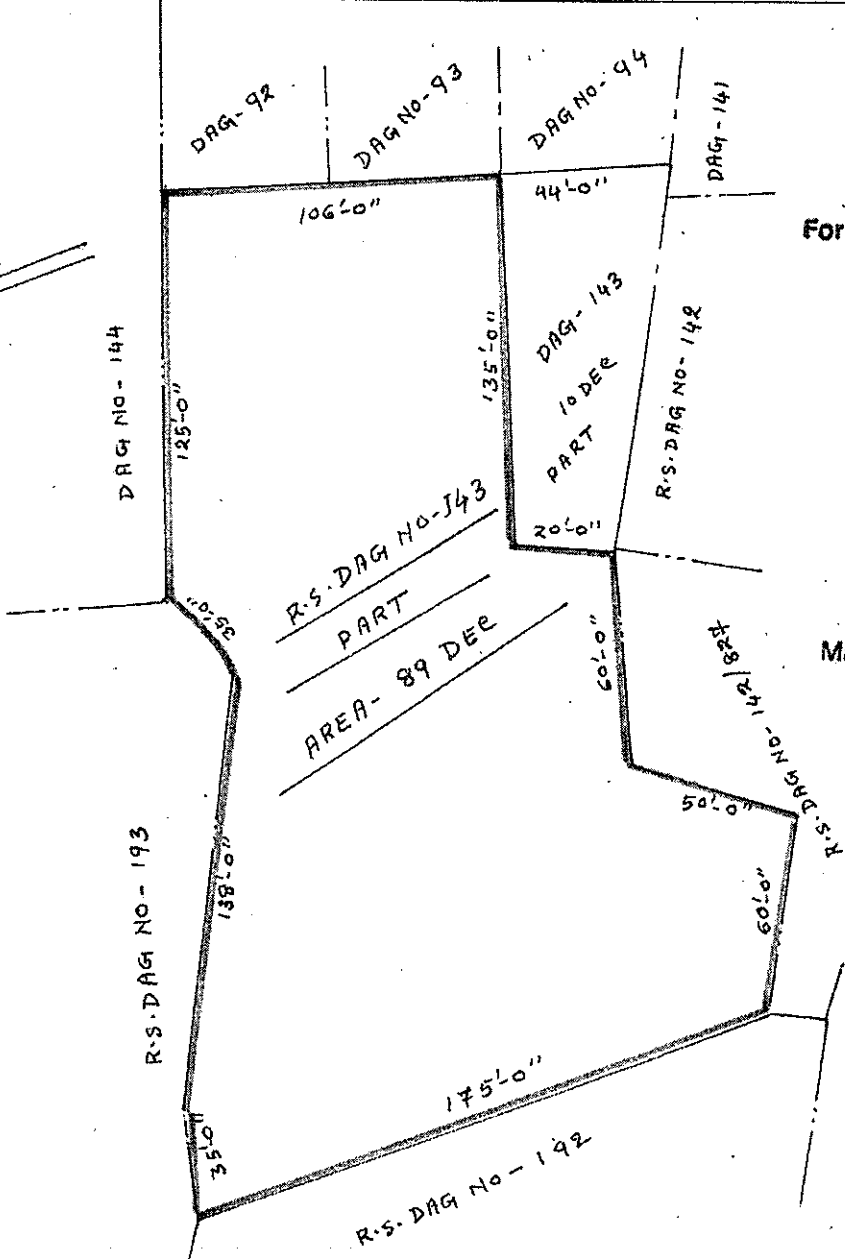 DAG-92
DAG NO-93
DAG NO-94
DAG-141
106'-0"
44'-0"
For
DAG NO-144
125'-0"
135'-0"
DAG-143
10 DEC
PART
R.S. DAG NO-142
20'-0"
R.S. DAG NO-143
PART
AREA- 89 DEC
35'-0"
60'-0"
R.S. DAG NO-142/827
Ma
50'-0"
R.S. DAG NO-193
138'-0"
60'-0"
175'-0"
35'-0"
R.S. DAG NO-192